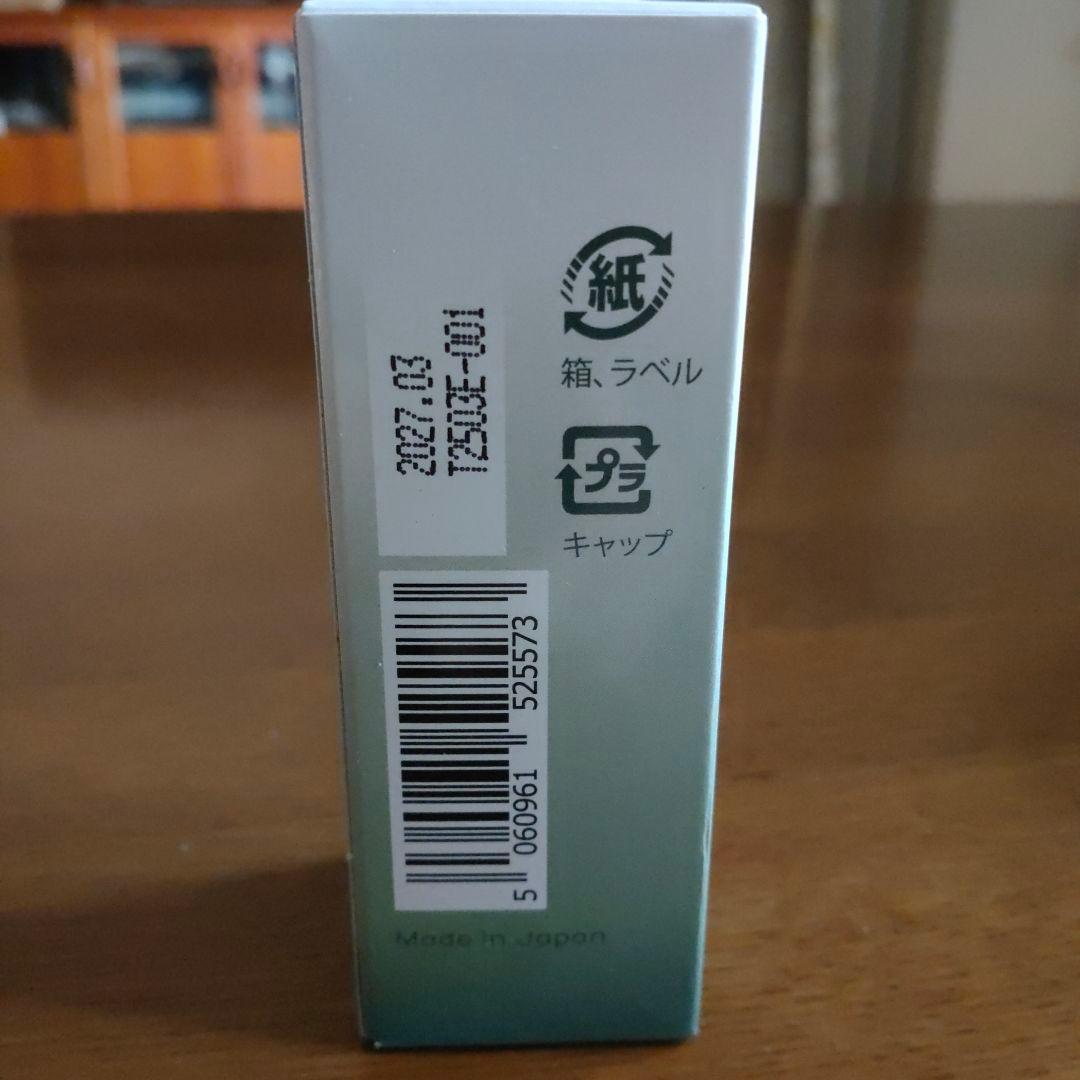 紙
箱、ラベル
プラ
キャップ
2027.03
T2503E-001
5 060961 525573
Made in Japan